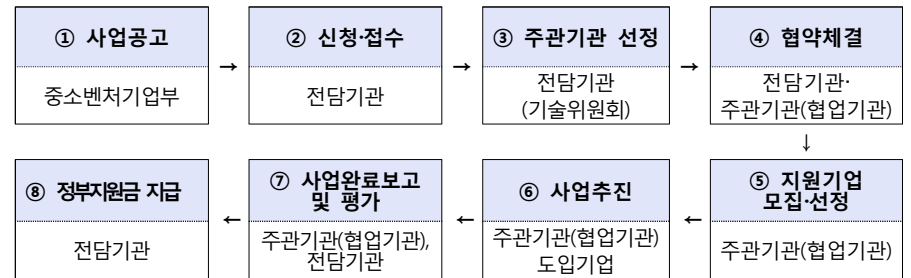 ① 사업공고
중소벤처기업부
→
② 신청·접수
전담기관
→
③ 주관기관 선정
전담기관
(기술위원회)
→
④ 협약체결
전담기관·
주관기관(협업기관)
↓
⑤ 지원기업
모집·선정
주관기관(협업기관)
←
⑥ 사업추진
주관기관(협업기관)
도입기업
←
⑦ 사업완료보고
및 평가
주관기관(협업기관),
전담기관
←
⑧ 정부지원금 지급
전담기관